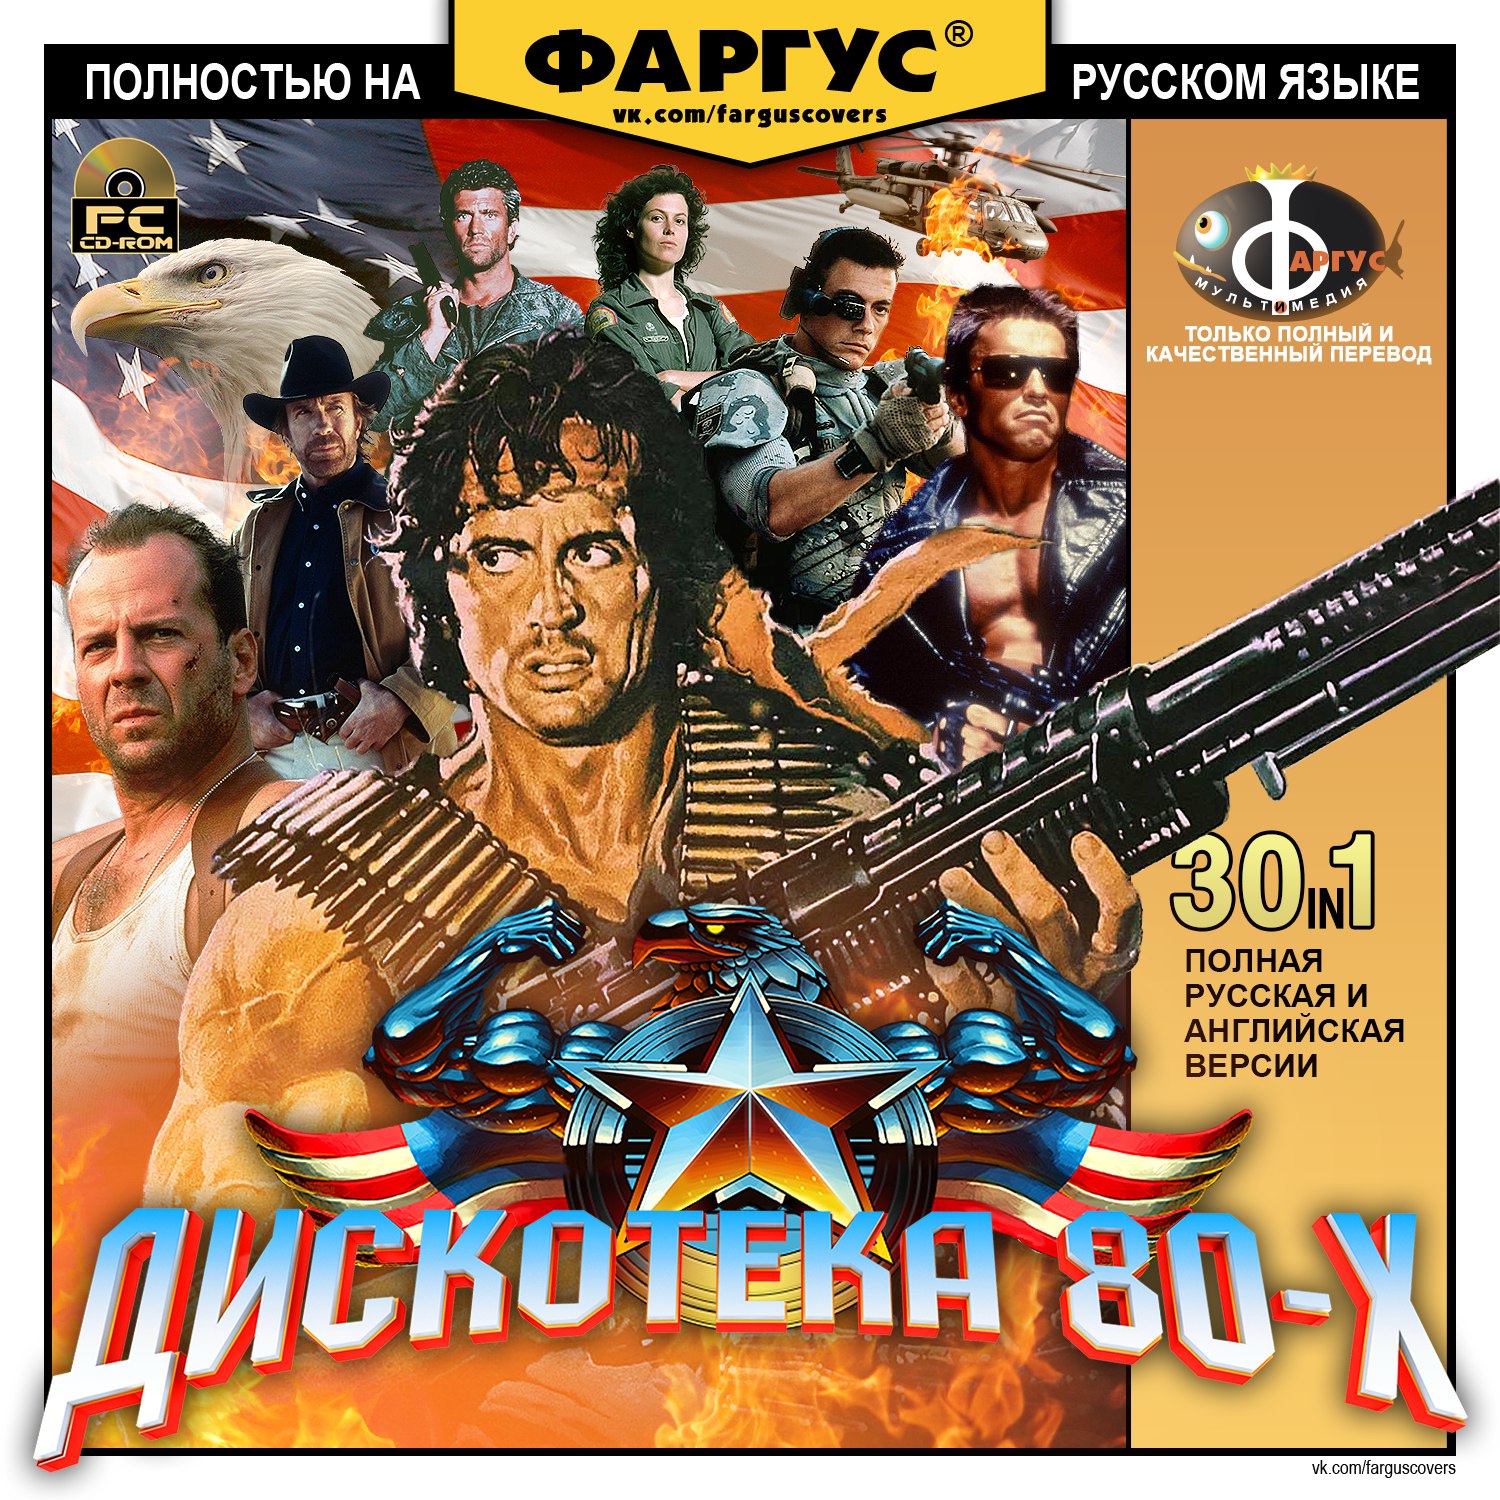 ПОЛНОСТЬЮ НА
ФАРГУС®
vk.com/farguscovers
РУССКОМ ЯЗЫКЕ
PC
CD-ROM
ФАРГУС
МУЛЬТИМЕДИЯ
ТОЛЬКО ПОЛНЫЙ И
КАЧЕСТВЕННЫЙ ПЕРЕВОД
30IN1
ПОЛНАЯ
РУССКАЯ И
АНГЛИЙСКАЯ
ВЕРСИИ
ДИСКОТЕКА 80-Х
vk.com/farguscovers